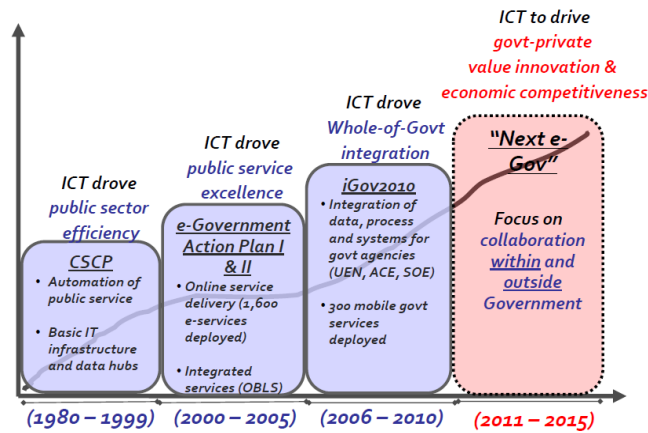 ICT drove
public sector
efficiency
CSCP
• Automation of
public service
• Basic IT
infrastructure
and data hubs
(1980 – 1999)
ICT drove
public service
excellence
e-Government
Action Plan I
& II
• Online service
delivery (1,600
e-services
deployed)
• Integrated
services (OBLS)
(2000 – 2005)
ICT drove
Whole-of-Govt
integration
iGov2010
• Integration of
data, process
and systems for
govt agencies
(UEN, ACE, SOE)
• 300 mobile govt
services
deployed
(2006 – 2010)
ICT to drive
govt-private
value innovation &
economic competitiveness
“Next e-
Gov”
Focus on
collaboration
within and
outside
Government
(2011 – 2015)